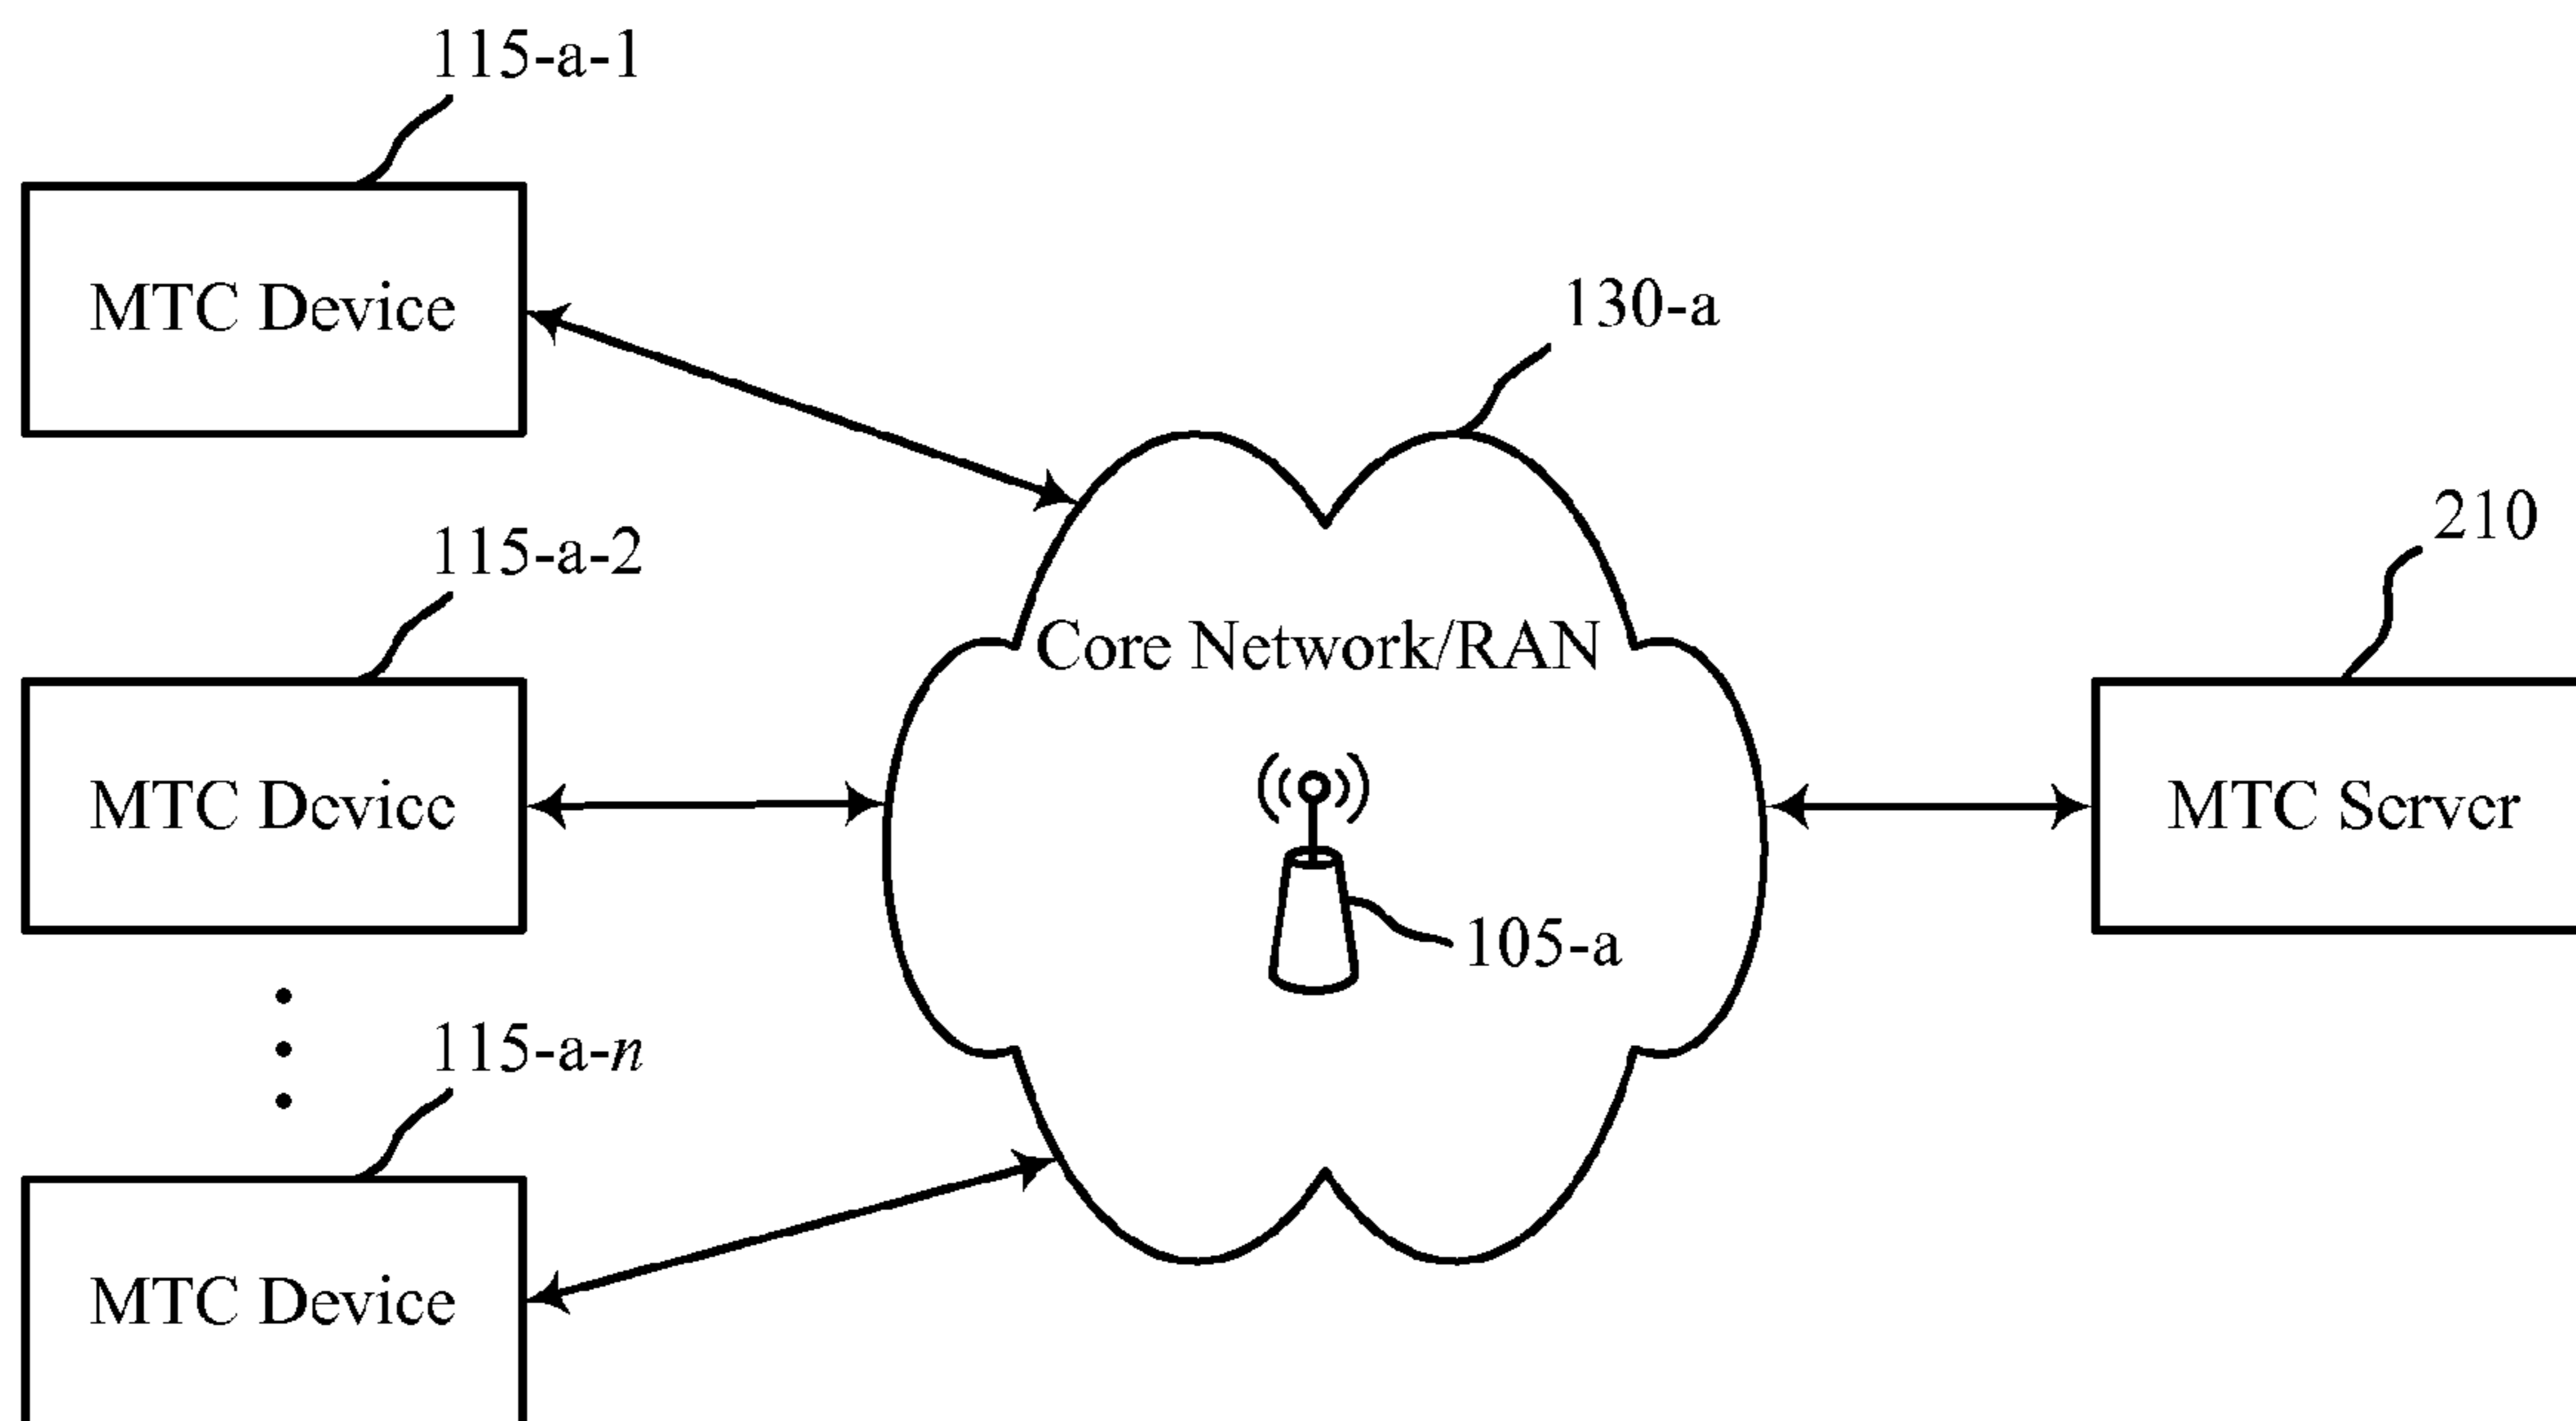 115-a-1
MTC Device
130-a
115-a-2
210
Core Network/RAN
MTC Device
MTC Server
105-a
115-a-n
MTC Device